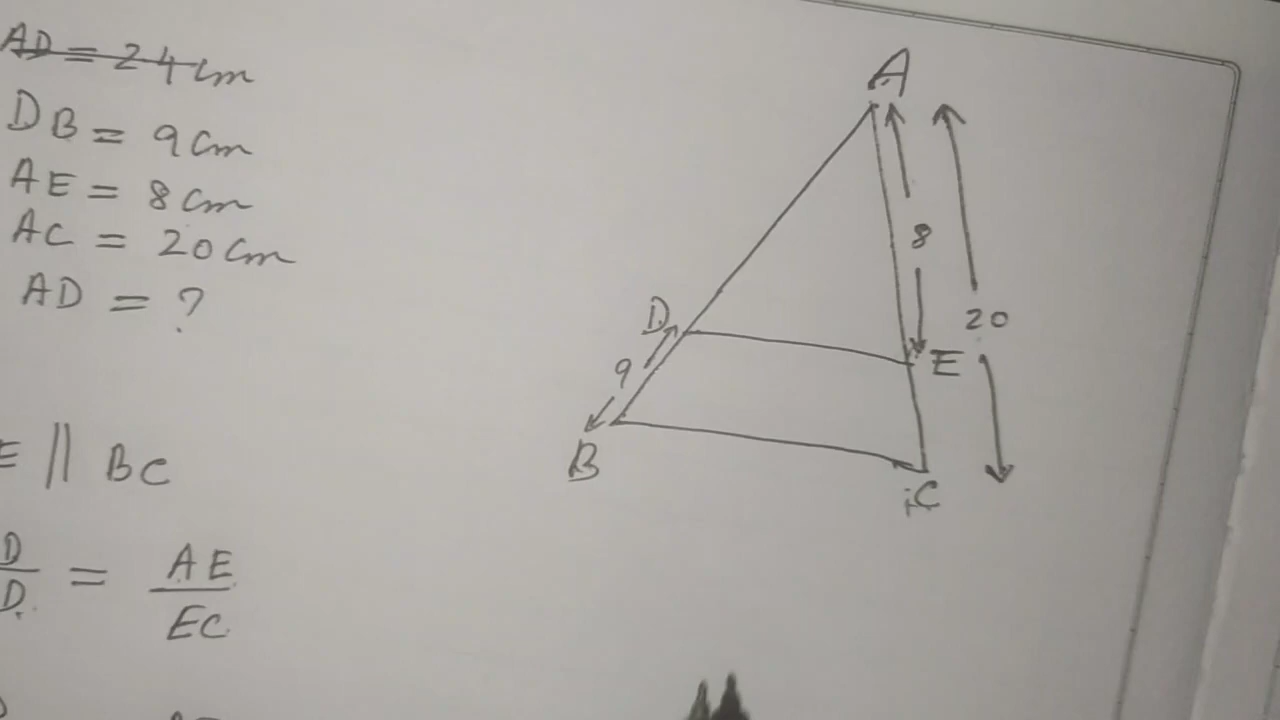 AD = 24 cm
DB = 9 cm
AE = 8 cm
AC = 20 cm
AD = ?
E || BC
D/D = AE/EC
A
8
20
D
E
9
B
C